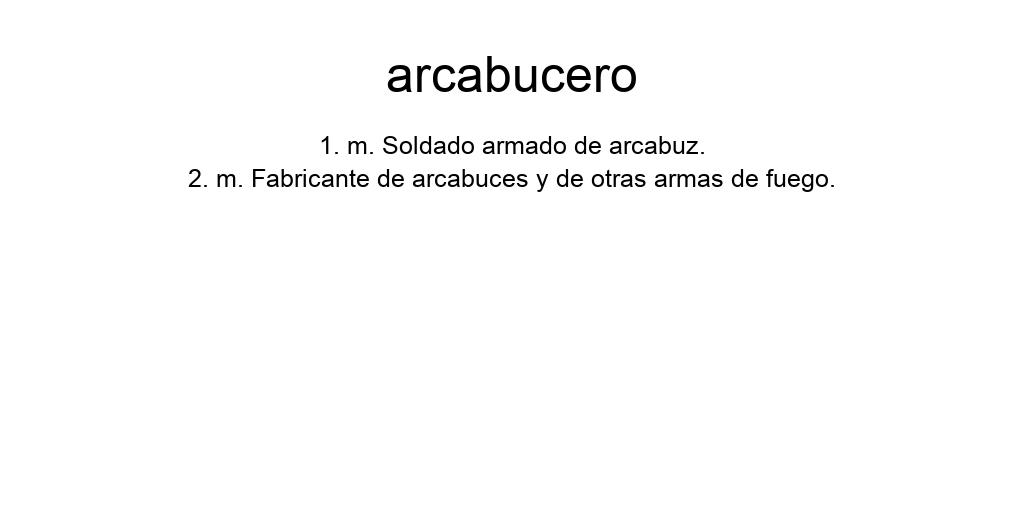 arcabucero
1. m. Soldado armado de arcabuz.
2. m. Fabricante de arcabuces y de otras armas de fuego.